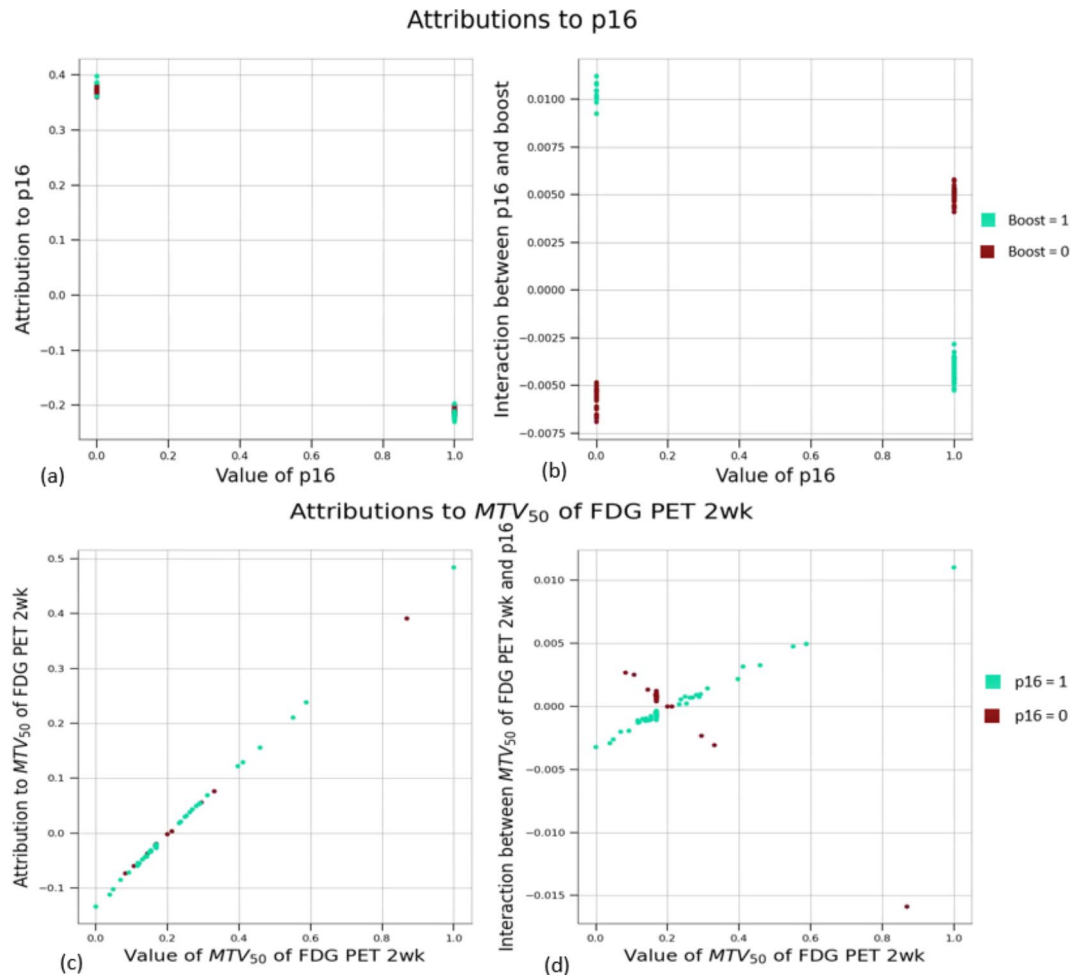 Attributions to p16
Attribution to p16
0.4
0.3
0.2
0.1
0.0
−0.1
−0.2
0.0 0.2 0.4 0.6 0.8 1.0
(a)
Value of p16
Interaction between p16 and boost
0.0100
0.0075
0.0050
0.0025
0.0000
−0.0025
−0.0050
−0.0075
0.0 0.2 0.4 0.6 0.8 1.0
(b)
Value of p16
Boost = 1
Boost = 0
Attributions to MTV50 of FDG PET 2wk
Attribution to MTV50 of FDG PET 2wk
0.5
0.4
0.3
0.2
0.1
0.0
−0.1
0.0 0.2 0.4 0.6 0.8 1.0
(c)
Value of MTV50 of FDG PET 2wk
Interaction between MTV50 of FDG PET 2wk and p16
0.010
0.005
0.000
−0.005
−0.010
−0.015
0.0 0.2 0.4 0.6 0.8 1.0
(d)
Value of MTV50 of FDG PET 2wk
p16 = 1
p16 = 0